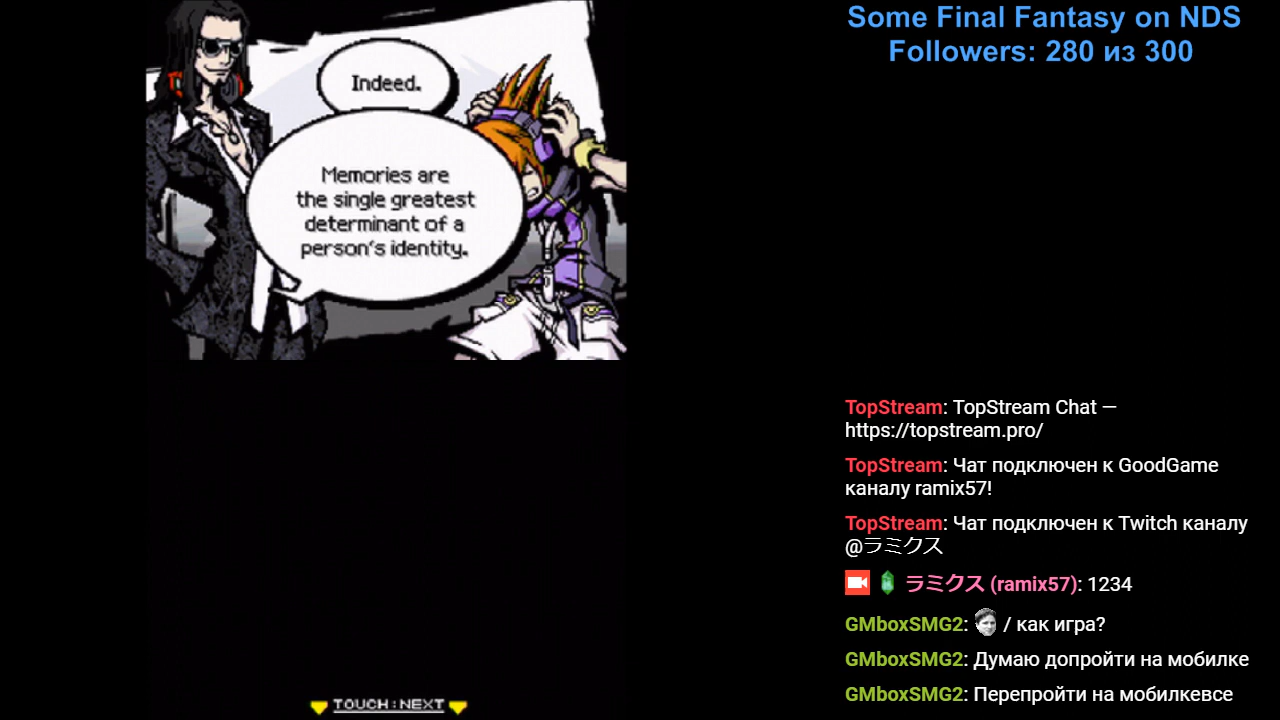 Some Final Fantasy on NDS
Followers: 280 из 300
Indeed.
Memories are
the single greatest
determinant of a
person's identity.
TopStream: TopStream Chat —
https://topstream.pro/
TopStream: Чат подключен к GoodGame
каналу ramix57!
TopStream: Чат подключен к Twitch каналу
@ラミクス
ラミクス (ramix57): 1234
GMboxSMG2: / как игра?
GMboxSMG2: Думаю допройти на мобилке
GMboxSMG2: Перепройти на мобилкевсе
TOUCH:NEXT